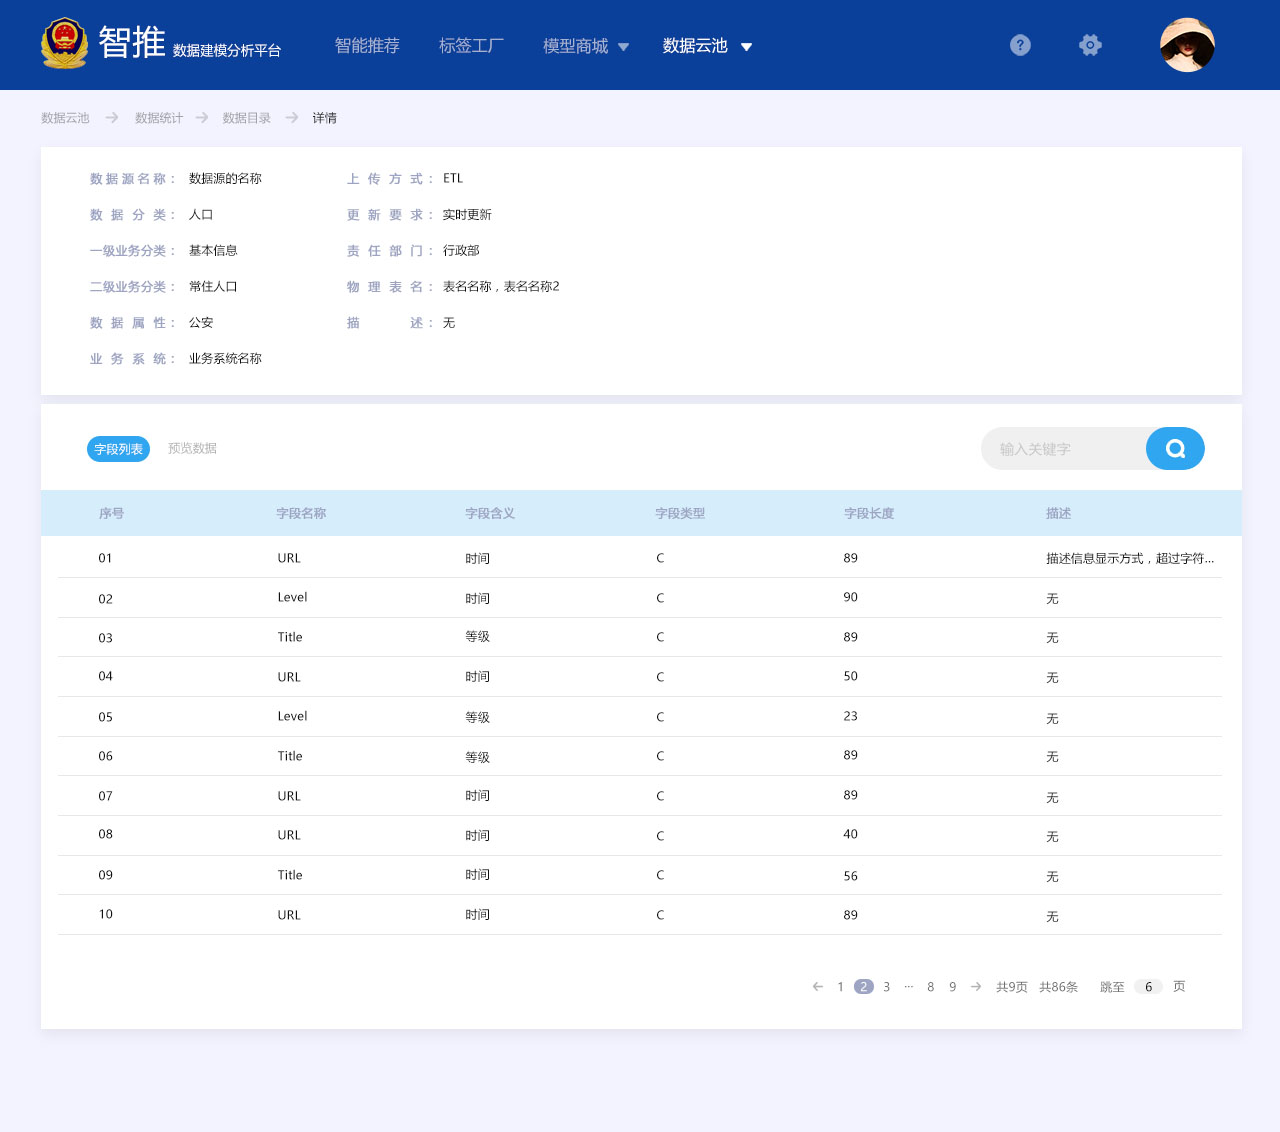 智推 数据建模分析平台 智能推荐 标签工厂 模型商城 数据云池 ?
数据云池 → 数据统计 → 数据目录 → 详情
数据源名称： 数据源的名称 上传方式： ETL
数据分类： 人口 更新要求： 实时更新
一级业务分类： 基本信息 责任部门： 行政部
二级业务分类： 常住人口 物理表名： 表名名称，表名名称2
数据属性： 公安 描述： 无
业务系统： 业务系统名称
字段列表 预览数据 输入关键字
序号 字段名称 字段含义 字段类型 字段长度 描述
01 URL 时间 C 89 描述信息显示方式，超过字符...
02 Level 时间 C 90 无
03 Title 等级 C 89 无
04 URL 时间 C 50 无
05 Level 等级 C 23 无
06 Title 等级 C 89 无
07 URL 时间 C 89 无
08 URL 时间 C 40 无
09 Title 时间 C 56 无
10 URL 时间 C 89 无
← 1 2 3 ··· 8 9 → 共9页 共86条 跳至 6 页